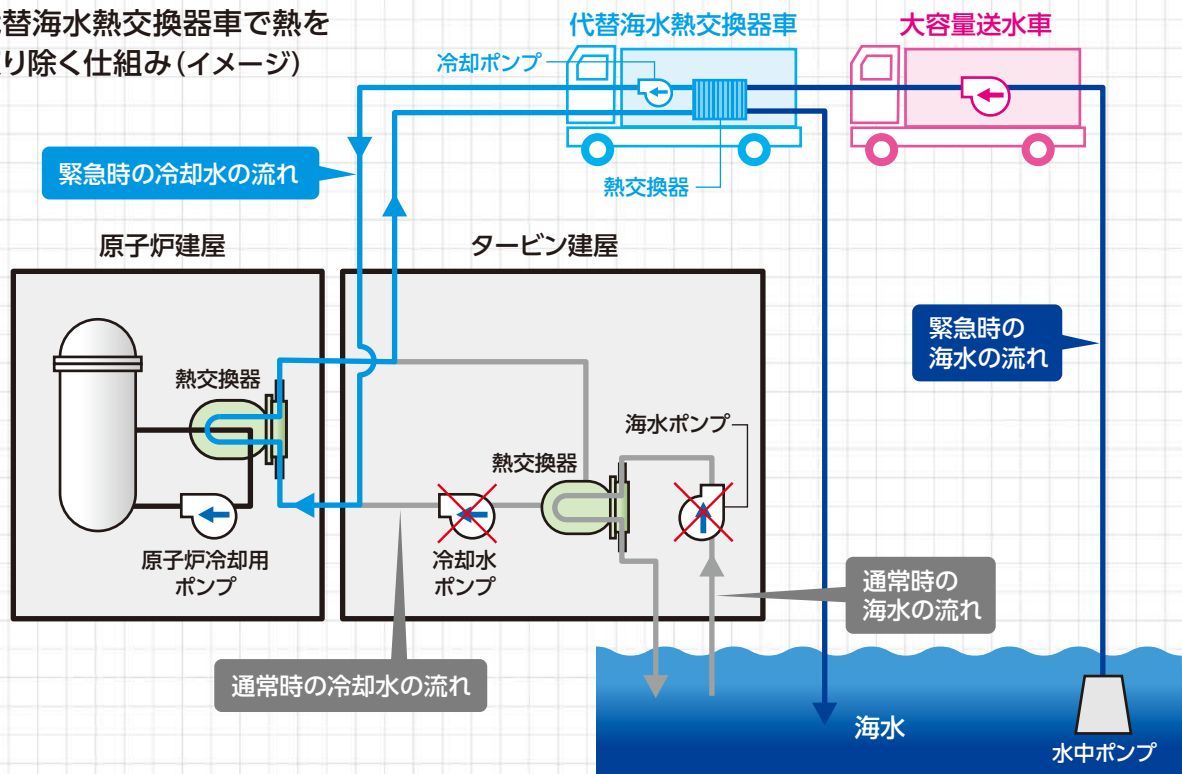 替海水熱交換器車で熱を
り除く仕組み（イメージ）
代替海水熱交換器車
大容量送水車
冷却ポンプ
熱交換器
緊急時の冷却水の流れ
原子炉建屋
タービン建屋
緊急時の
海水の流れ
熱交換器
海水ポンプ
熱交換器
原子炉冷却用
ポンプ
冷却水
ポンプ
通常時の
海水の流れ
通常時の冷却水の流れ
海水
水中ポンプ